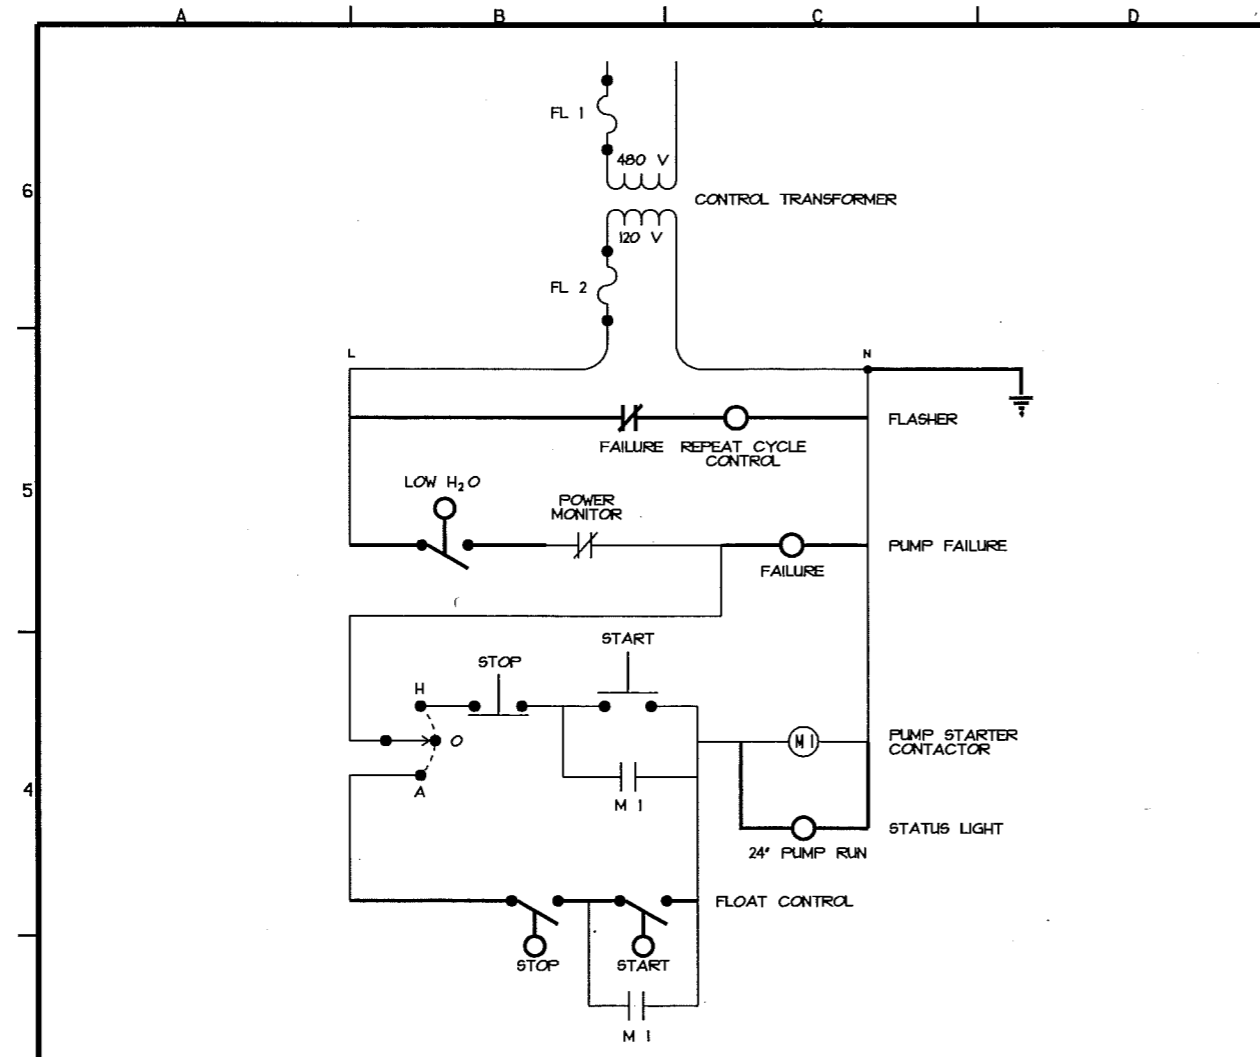 A B C D
FL 1
480 V
6
CONTROL TRANSFORMER
120 V
FL 2
L N
FLASHER
FAILURE REPEAT CYCLE
CONTROL
LOW H₂O
5
POWER
MONITOR
PUMP FAILURE
FAILURE
START
STOP
H
O
PUMP STARTER
CONTACTOR
M 1
A
4
M 1
STATUS LIGHT
24" PUMP RUN
FLOAT CONTROL
STOP START
M 1